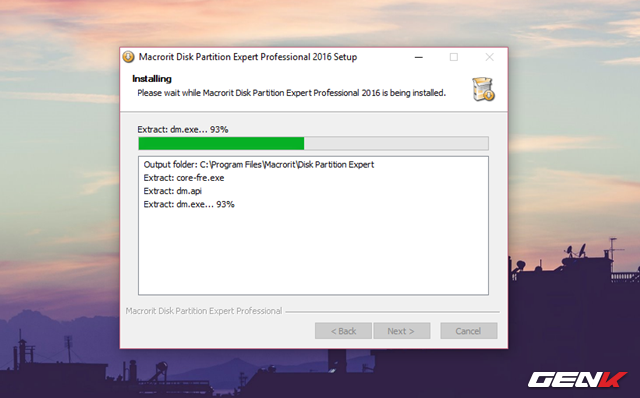 Macrorit Disk Partition Expert Professional 2016 Setup
Installing
Please wait while Macrorit Disk Partition Expert Professional 2016 is being installed.
Extract: dm.exe... 93%
Output folder: C:\Program Files\Macrorit\Disk Partition Expert
Extract: core-fre.exe
Extract: dm.api
Extract: dm.exe... 93%
Macrorit Disk Partition Expert Professional
< Back Next > Cancel
GENK